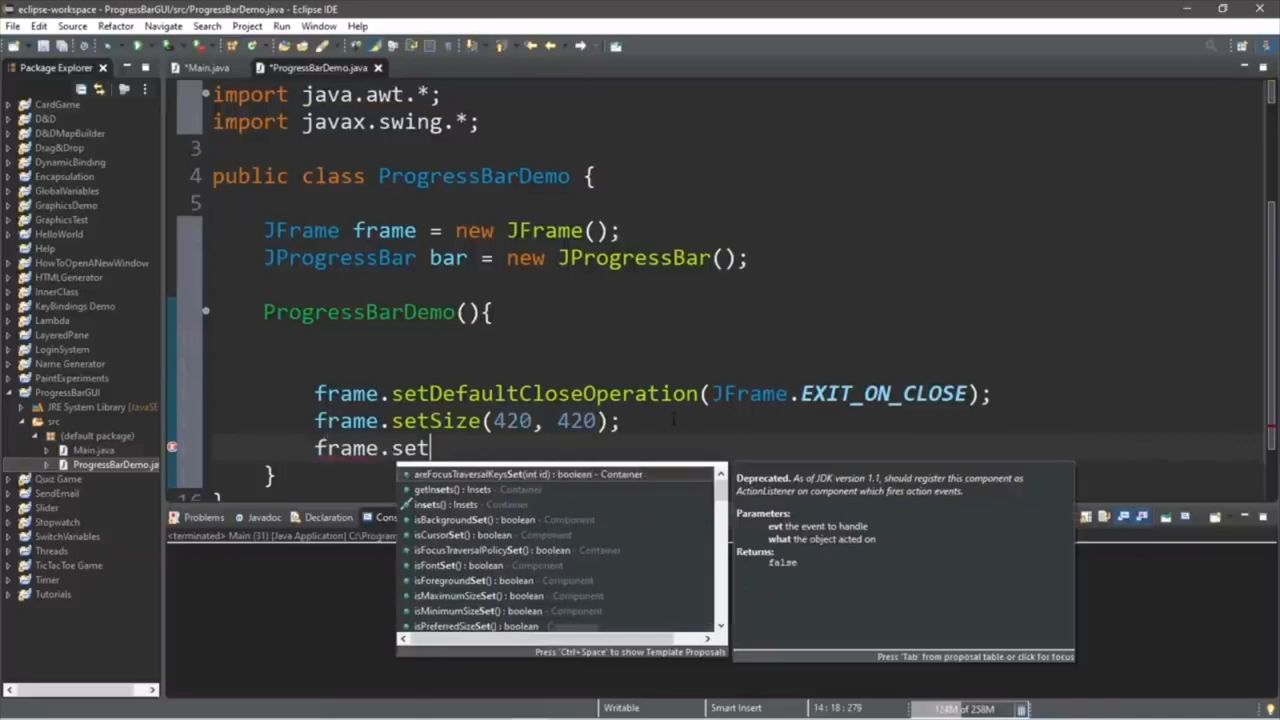 eclipse-workspace - ProgressBarGUI/src/ProgressBarDemo.java - Eclipse IDE
File Edit Source Refactor Navigate Search Project Run Window Help
Package Explorer
*Main.java *ProgressBarDemo.java
CardGame
D&D
D&DMapBuilder
Drag&Drop
DynamicBinding
Encapsulation
GlobalVariables
GraphicsDemo
GraphicsTest
HelloWorld
Help
HowToOpenANewWindow
HTMLGenerator
InnerClass
KeyBindings Demo
Lambda
LayeredPane
LoginSystem
Name Generator
PaintExperiments
ProgressBarGUI
JRE System Library [JavaSE
src
(default package)
Main.java
ProgressBarDemo.ja
Quiz Game
SendEmail
Slider
Stopwatch
SwitchVariables
Threads
TicTacToe Game
Timer
Tutorials
import java.awt.*;
import javax.swing.*;
3
4 public class ProgressBarDemo {
5
JFrame frame = new JFrame();
JProgressBar bar = new JProgressBar();
ProgressBarDemo(){
frame.setDefaultCloseOperation(JFrame.EXIT_ON_CLOSE);
frame.setSize(420, 420);
frame.set
}
16 }
areFocusTraversalKeysSet(int id) : boolean - Container
getInsets() : Insets - Container
insets() : Insets - Container
isBackgroundSet() : boolean - Component
isCursorSet() : boolean - Component
isFocusTraversalPolicySet() : boolean - Container
isFontSet() : boolean - Component
isForegroundSet() : boolean - Component
isMaximumSizeSet() : boolean - Component
isMinimumSizeSet() : boolean - Component
isPreferredSizeSet() : boolean - Component
Press 'Ctrl+Space' to show Template Proposals
Deprecated. As of JDK version 1.1, should register this component as
ActionListener on component which fires action events.
Parameters:
evt the event to handle
what the object acted on
Returns:
false
Press 'Tab' from proposal table or click for focus
Problems Javadoc Declaration Cons
<terminated> Main (31) [Java Application] C:\Program
Writable Smart Insert 14 : 18 : 279 124M of 258M